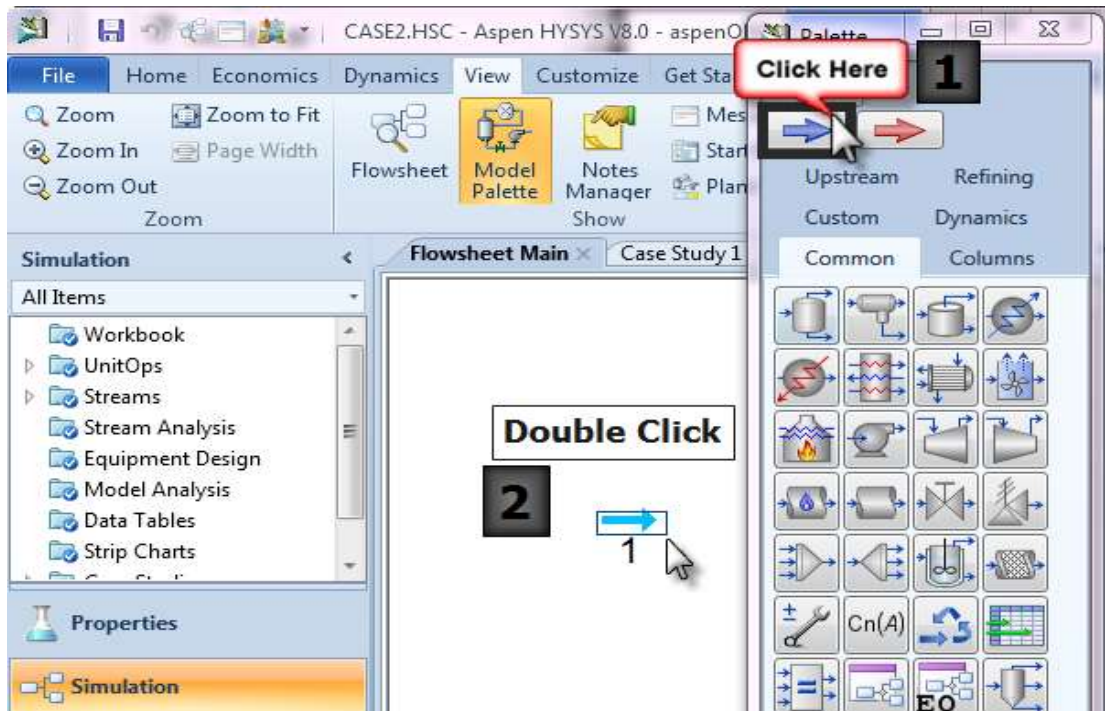 CASE2.HSC - Aspen HYSYS V8.0 - aspenO
Palette
Click Here
1
File Home Economics Dynamics View Customize Get Sta
Zoom
Zoom In
Zoom Out
Zoom to Fit
Page Width
Zoom
Flowsheet
Model Palette
Notes Manager
Mes
Start
Plan
Show
Upstream Refining
Custom Dynamics
Common Columns
Simulation
All Items
Workbook
UnitOps
Streams
Stream Analysis
Equipment Design
Model Analysis
Data Tables
Strip Charts
Properties
Simulation
Flowsheet Main Case Study 1
Double Click
2
1
Cn(A)
EO